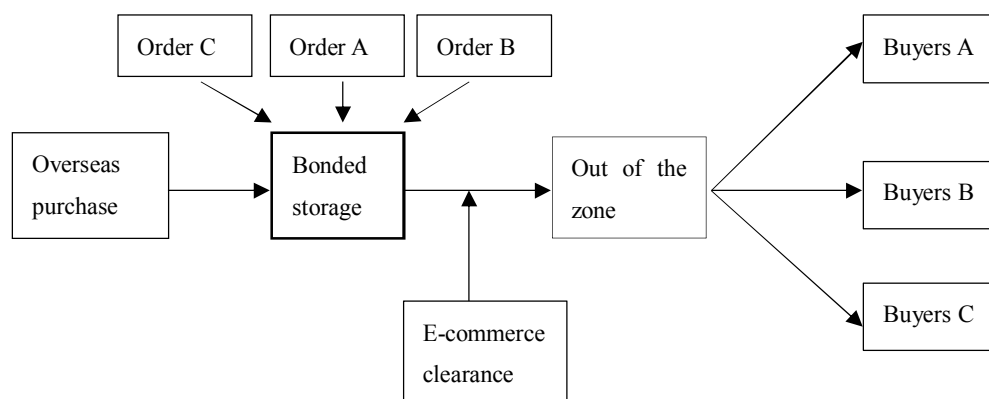 Order C
Order A
Order B
Buyers A
Overseas
purchase
Bonded
storage
Out of the
zone
Buyers B
E-commerce
clearance
Buyers C